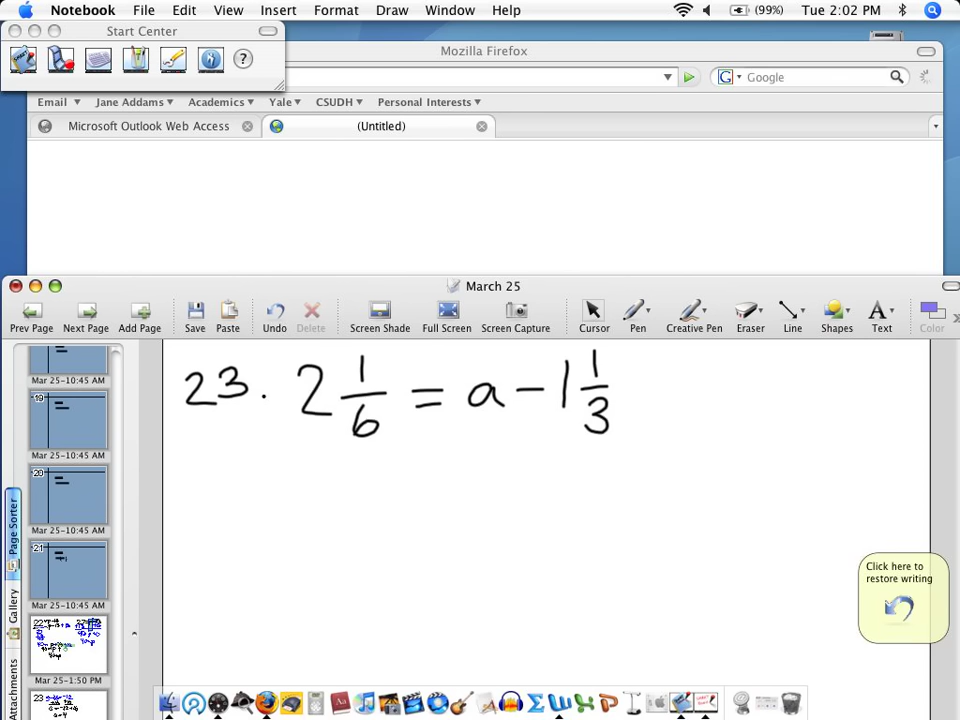 Notebook File Edit View Insert Format Draw Window Help (99%) Tue 2:02 PM
Start Center
Mozilla Firefox
?
G Google
Email Jane Addams Academics Yale CSUDH Personal Interests
Microsoft Outlook Web Access (Untitled)
March 25
Prev Page Next Page Add Page Save Paste Undo Delete Screen Shade Full Screen Screen Capture Cursor Pen Creative Pen Eraser Line Shapes Text Color
Page Sorter
Gallery
Attachments
Mar 25-10:45 AM
19
Mar 25-10:45 AM
20
Mar 25-10:45 AM
21
Mar 25-10:45 AM
22
Mar 25-1:50 PM
23
23. 2 1/6 = a - 1 1/3
Click here to
restore writing